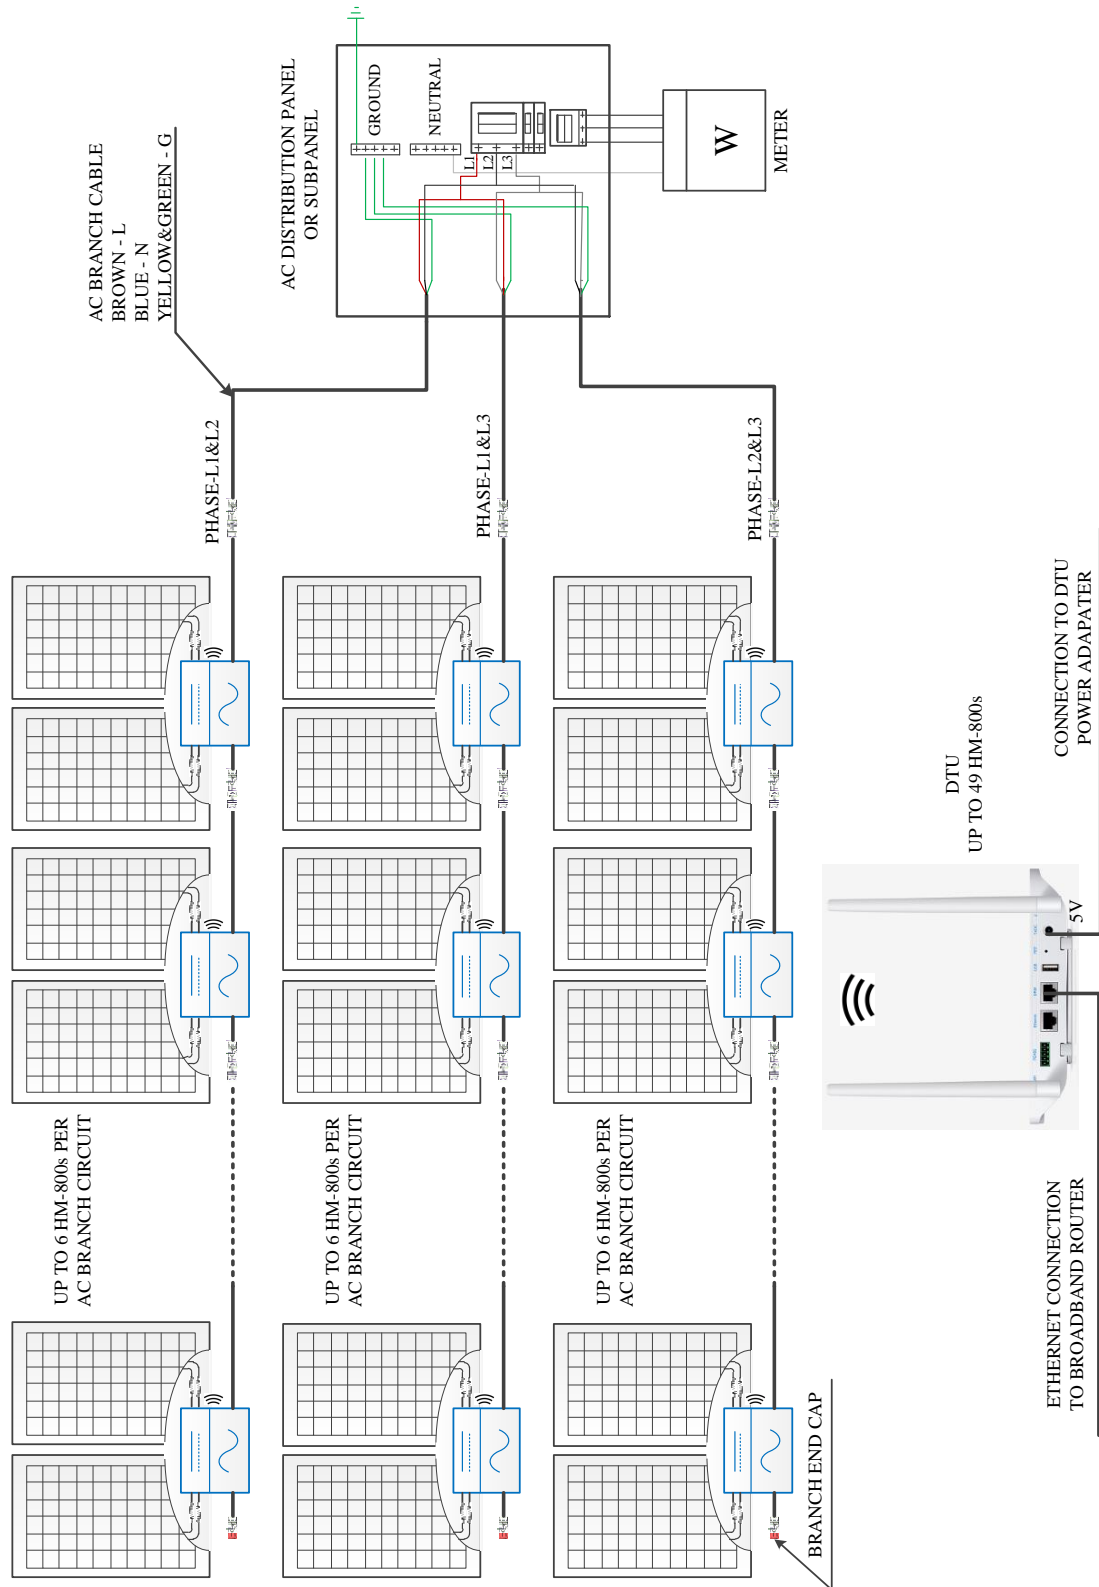 AC BRANCH CABLE
BROWN - L
BLUE - N
YELLOW&GREEN - G
AC DISTRIBUTION PANEL
OR SUBPANEL
GROUND
NEUTRAL
L1
L2
L3
W
METER
PHASE-L1&L2
PHASE-L1&L3
PHASE-L2&L3
UP TO 6 HM-800s PER
AC BRANCH CIRCUIT
UP TO 6 HM-800s PER
AC BRANCH CIRCUIT
UP TO 6 HM-800s PER
AC BRANCH CIRCUIT
BRANCH END CAP
DTU
UP TO 49 HM-800s
5V
CONNECTION TO DTU
POWER ADAPATER
ETHERNET CONNECTION
TO BROADBAND ROUTER